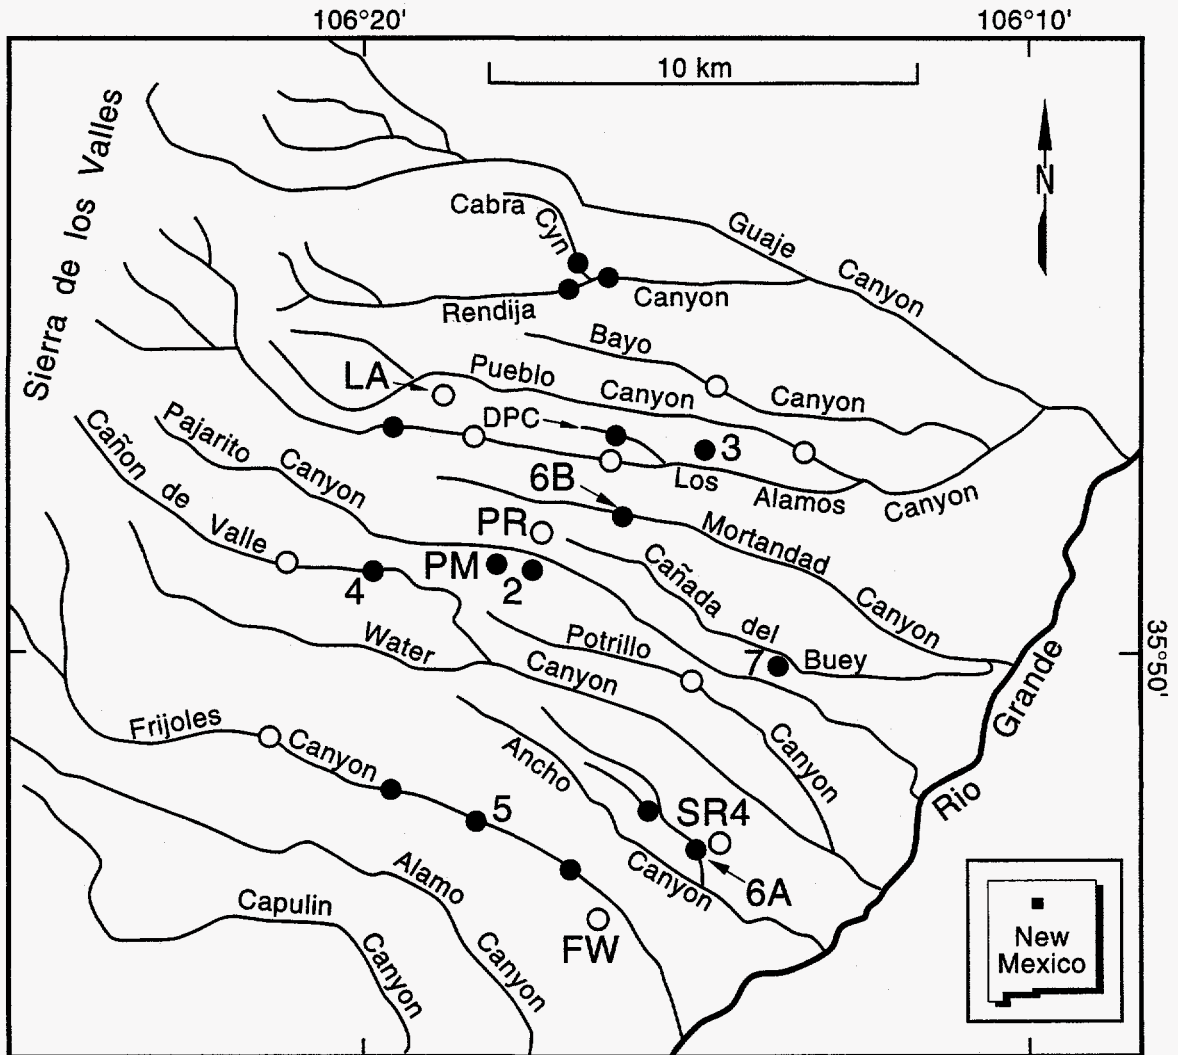 106°20'
106°10'
10 km
Sierra de los Valles
N
Cabra
Cyn
Guaje
Canyon
Rendija
Canyon
Bayo
Canyon
LA
Pueblo
Canyon
DPC
3
Pajarito
Canyon
Los
Alamos
Canyon
6B
Cañon de
Valle
PR
Mortandad
Canyon
PM
2
4
Cañada del
Buey
7
Water
Canyon
Potrillo
Canyon
35°50'
Rio Grande
Frijoles
Canyon
Ancho
Canyon
5
SR4
6A
FW
Alamo
Canyon
Capulin
Canyon
New
Mexico